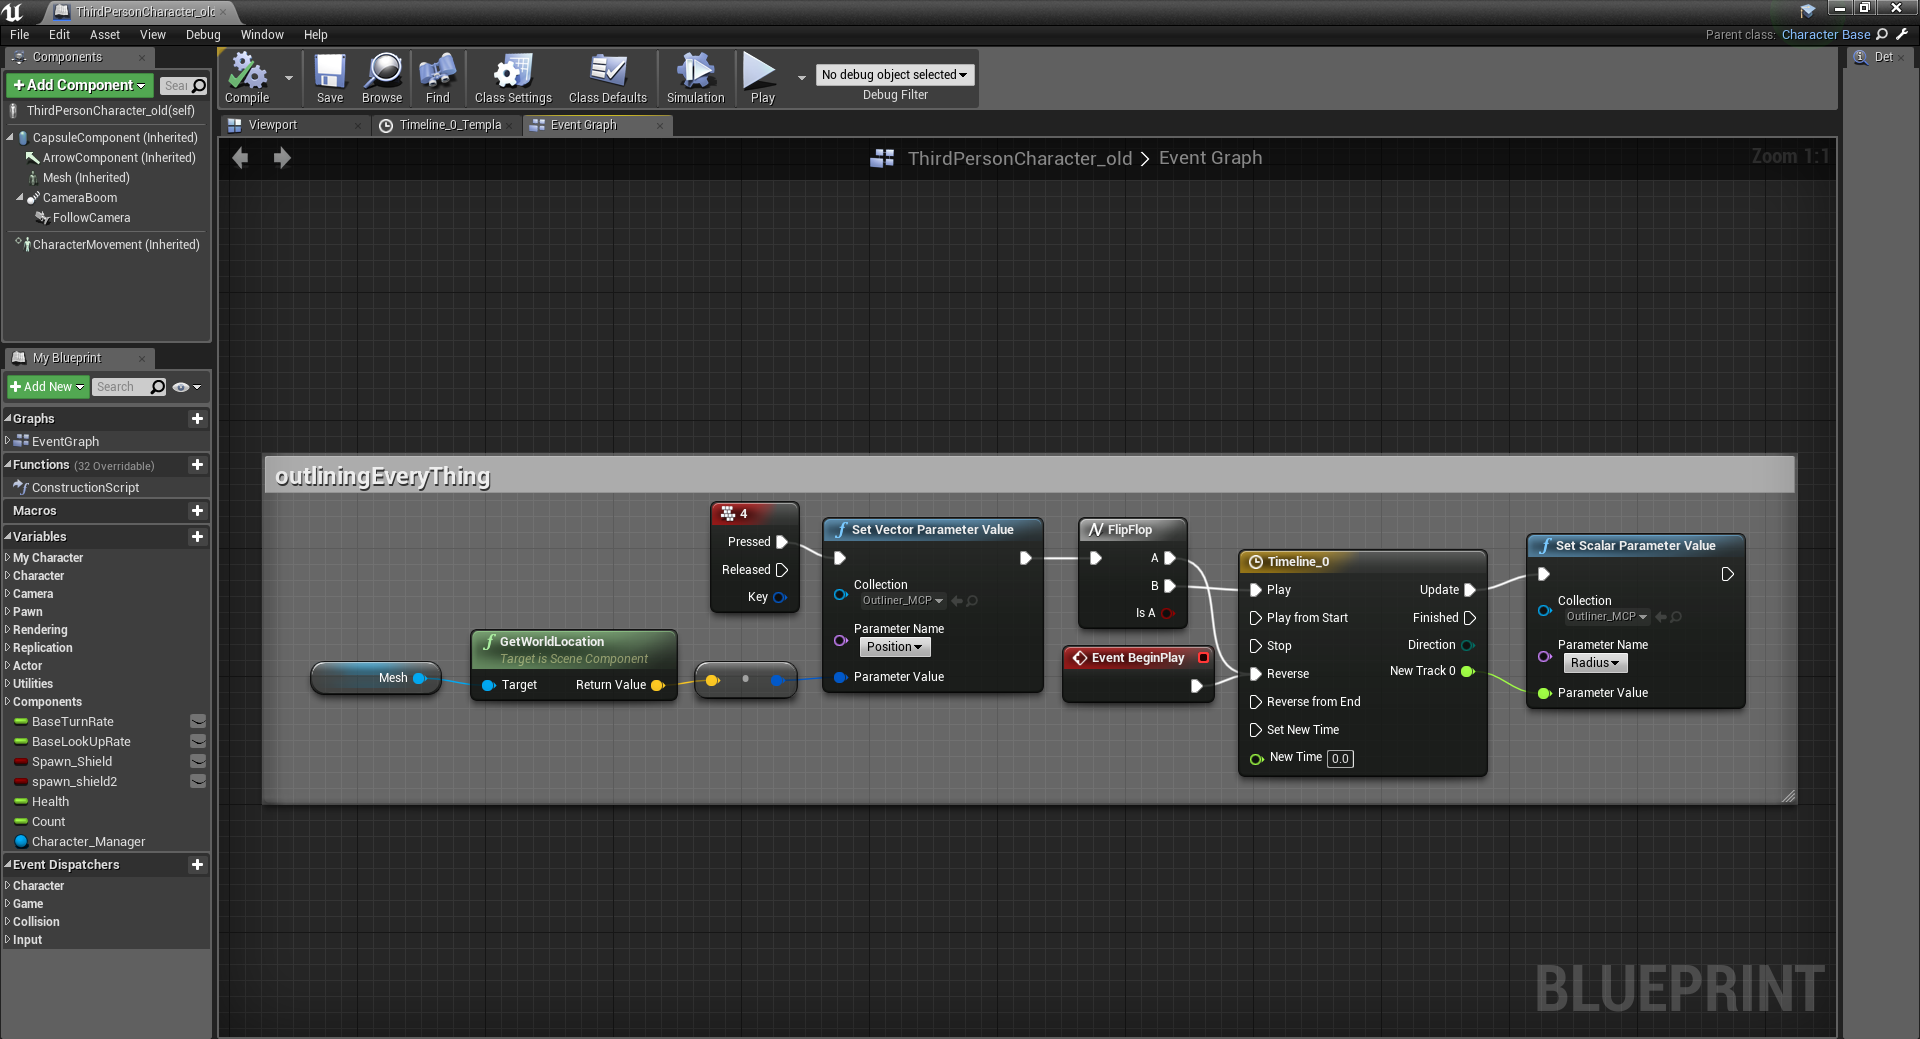 ThirdPersonCharacter_old
File Edit Asset View Debug Window Help
Parent class: Character Base
Components
Add Component
Sear
ThirdPersonCharacter_old(self)
CapsuleComponent (Inherited)
ArrowComponent (Inherited)
Mesh (Inherited)
CameraBoom
FollowCamera
CharacterMovement (Inherited)
My Blueprint
Add New
Search
Graphs
EventGraph
Functions (32 Overridable)
ConstructionScript
Macros
Variables
My Character
Character
Camera
Pawn
Rendering
Replication
Actor
Utilities
Components
BaseTurnRate
BaseLookUpRate
Spawn_Shield
spawn_shield2
Health
Count
Character_Manager
Event Dispatchers
Character
Game
Collision
Input
Compile
Save
Browse
Find
Class Settings
Class Defaults
Simulation
Play
No debug object selected
Debug Filter
Viewport
Timeline_0_Templa
Event Graph
ThirdPersonCharacter_old > Event Graph
Zoom 1:1
outliningEveryThing
4
Pressed
Released
Key
Mesh
GetWorldLocation
Target is Scene Component
Target
Return Value
Set Vector Parameter Value
Collection
Outliner_MCP
Parameter Name
Position
Parameter Value
FlipFlop
A
B
Is A
Event BeginPlay
Timeline_0
Play
Update
Play from Start
Finished
Stop
Direction
Reverse
New Track 0
Reverse from End
Set New Time
New Time 0.0
Set Scalar Parameter Value
Collection
Outliner_MCP
Parameter Name
Radius
Parameter Value
BLUEPRINT
Det